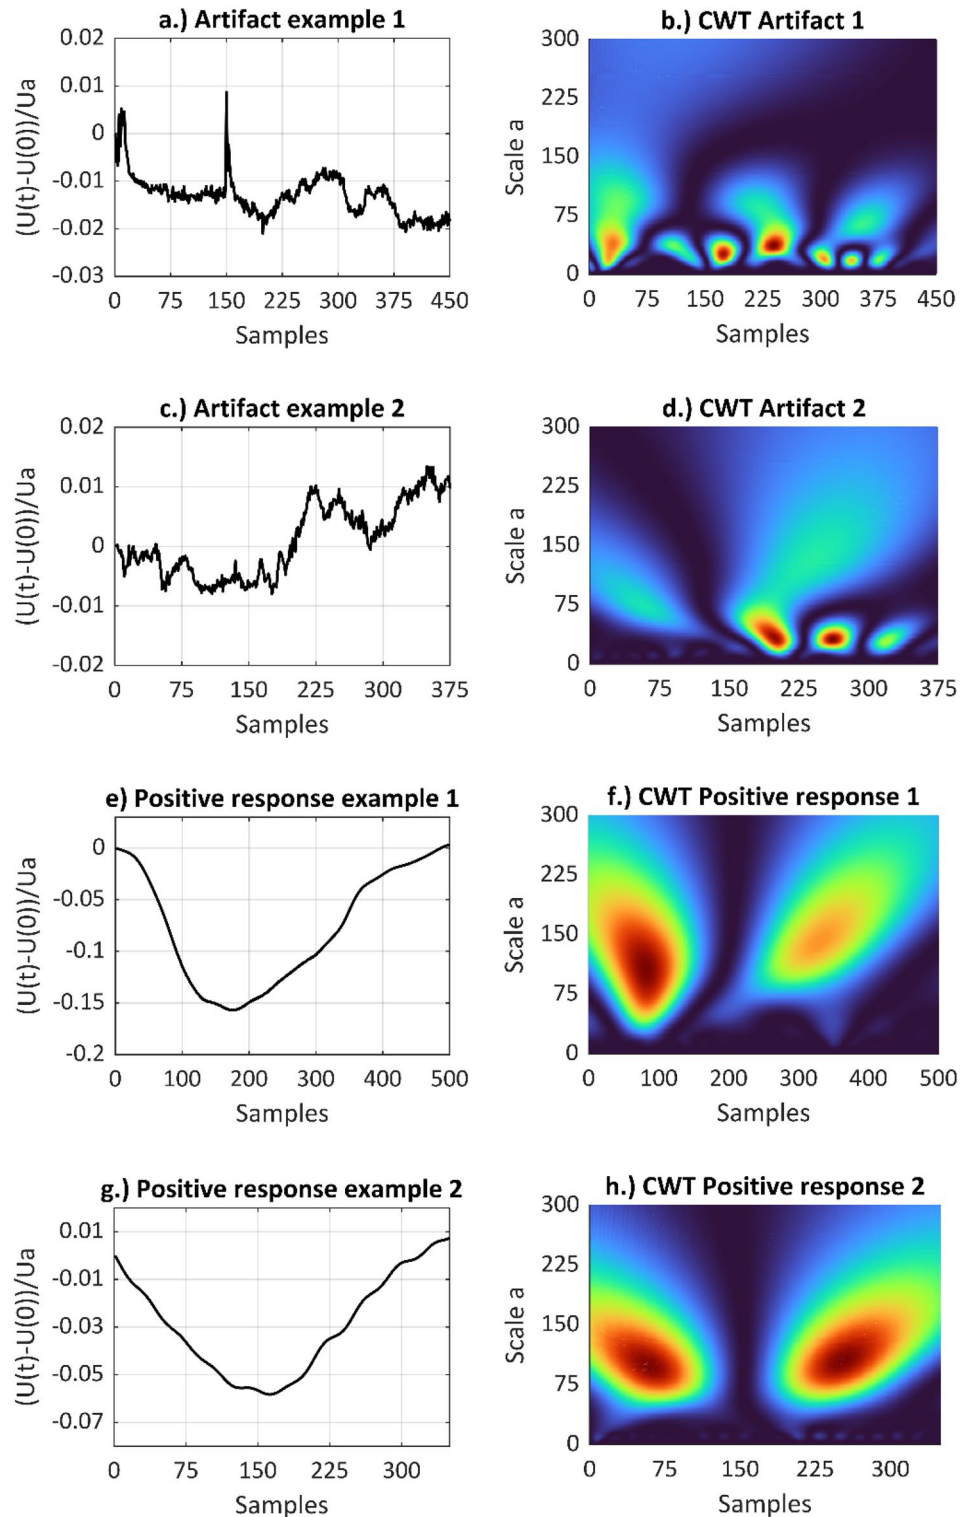 a.) Artifact example 1
0.02
0.01
0
-0.01
-0.02
-0.03
(U(t)-U(0))/Ua
0 75 150 225 300 375 450
Samples
b.) CWT Artifact 1
300
225
150
75
0
Scale a
0 75 150 225 300 375 450
Samples
c.) Artifact example 2
0.02
0.01
0
-0.01
-0.02
(U(t)-U(0))/Ua
0 75 150 225 300 375
Samples
d.) CWT Artifact 2
300
225
150
75
0
Scale a
0 75 150 225 300 375
Samples
e) Positive response example 1
0
-0.05
-0.1
-0.15
-0.2
(U(t)-U(0))/Ua
0 100 200 300 400 500
Samples
f.) CWT Positive response 1
300
225
150
75
0
Scale a
0 100 200 300 400 500
Samples
g.) Positive response example 2
0.01
-0.01
-0.03
-0.05
-0.07
(U(t)-U(0))/Ua
0 75 150 225 300
Samples
h.) CWT Positive response 2
300
225
150
75
0
Scale a
0 75 150 225 300
Samples